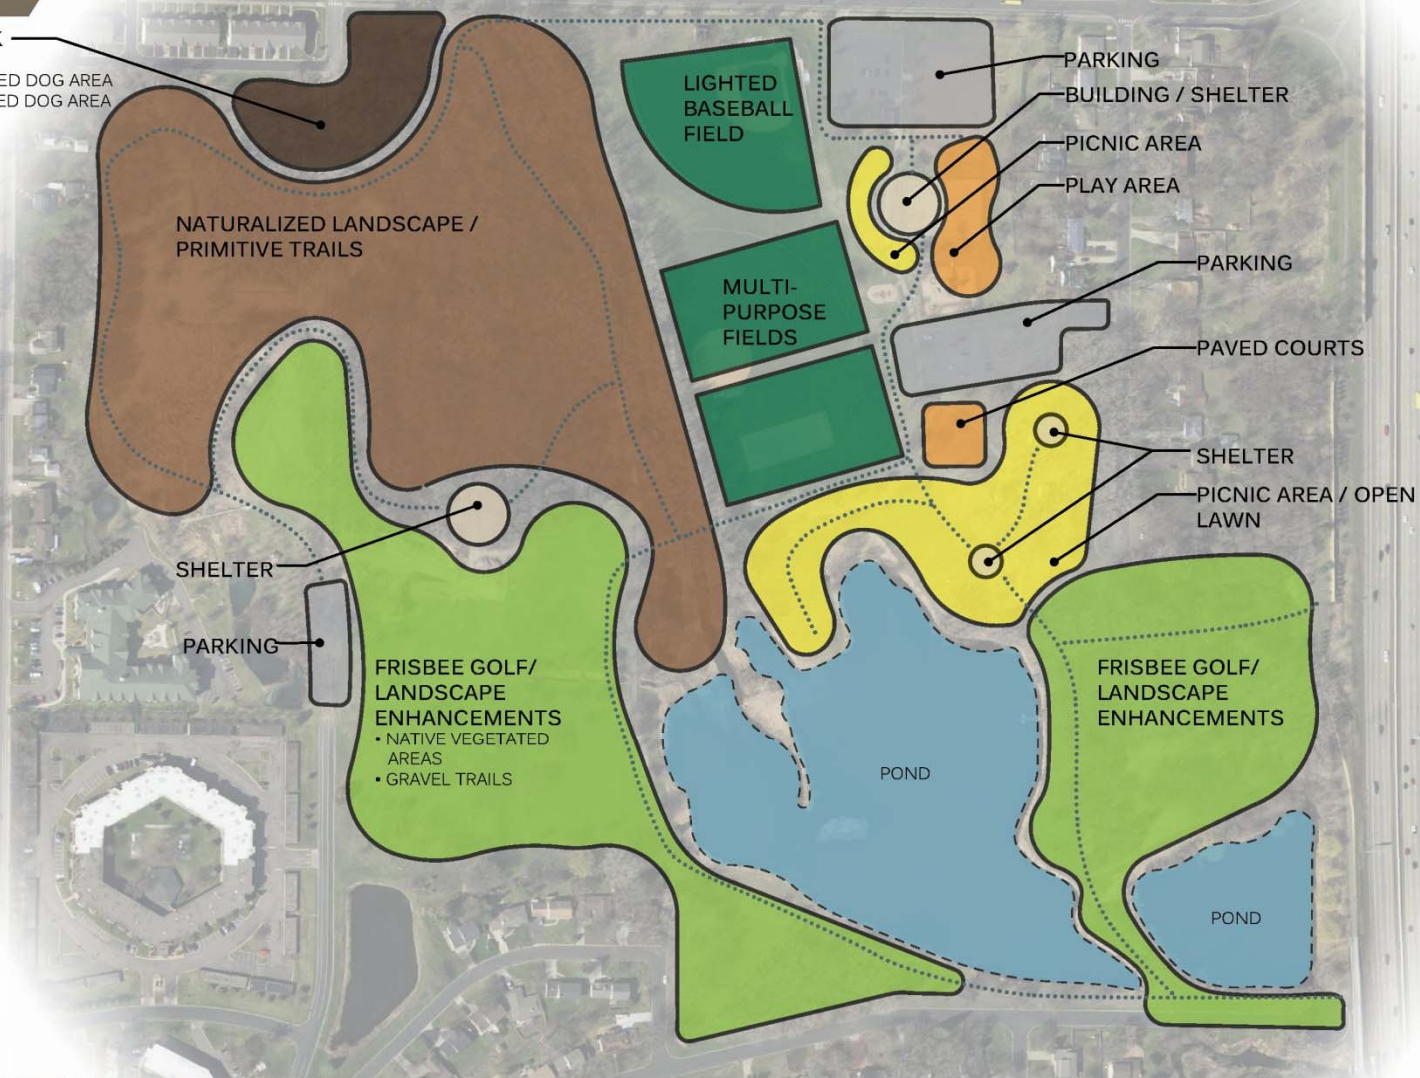 K
ED DOG AREA
ED DOG AREA
PARKING
BUILDING / SHELTER
PICNIC AREA
PLAY AREA
LIGHTED
BASEBALL
FIELD
NATURALIZED LANDSCAPE /
PRIMITIVE TRAILS
MULTI-
PURPOSE
FIELDS
PARKING
PAVED COURTS
SHELTER
PICNIC AREA / OPEN
LAWN
SHELTER
PARKING
FRISBEE GOLF/
LANDSCAPE
ENHANCEMENTS
• NATIVE VEGETATED
AREAS
• GRAVEL TRAILS
FRISBEE GOLF/
LANDSCAPE
ENHANCEMENTS
POND
POND